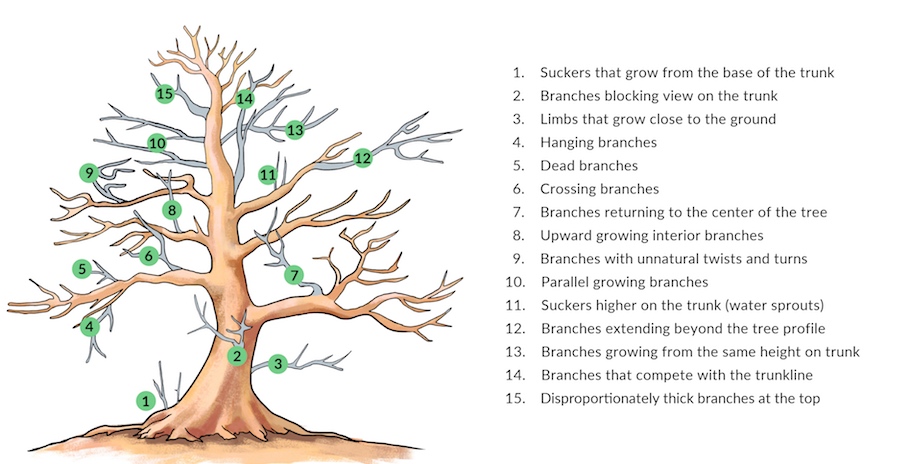 15
14
13
10
12
9
11
8
6
5
7
4
2
3
1
1. Suckers that grow from the base of the trunk
2. Branches blocking view on the trunk
3. Limbs that grow close to the ground
4. Hanging branches
5. Dead branches
6. Crossing branches
7. Branches returning to the center of the tree
8. Upward growing interior branches
9. Branches with unnatural twists and turns
10. Parallel growing branches
11. Suckers higher on the trunk (water sprouts)
12. Branches extending beyond the tree profile
13. Branches growing from the same height on trunk
14. Branches that compete with the trunkline
15. Disproportionately thick branches at the top